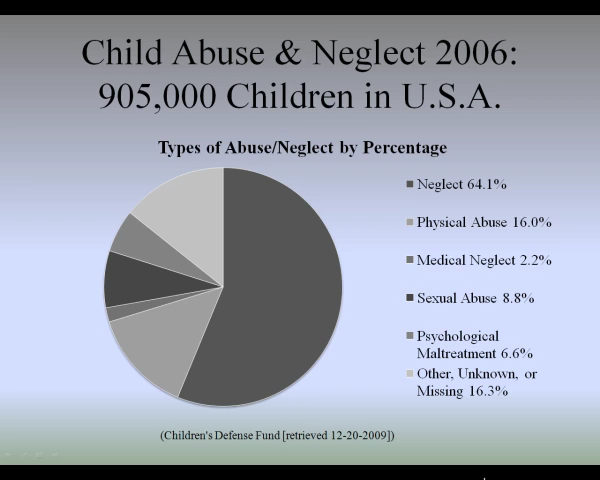 Child Abuse & Neglect 2006:
905,000 Children in U.S.A.
Types of Abuse/Neglect by Percentage
Neglect 64.1%
Physical Abuse 16.0%
Medical Neglect 2.2%
Sexual Abuse 8.8%
Psychological
Maltreatment 6.6%
Other, Unknown, or
Missing 16.3%
(Children's Defense Fund [retrieved 12-20-2009])